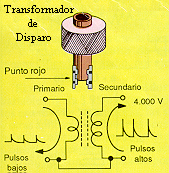 Transformador
de
Disparo
Punto rojo
Primario
Secundario
4.000 V
Pulsos
bajos
Pulsos
altos